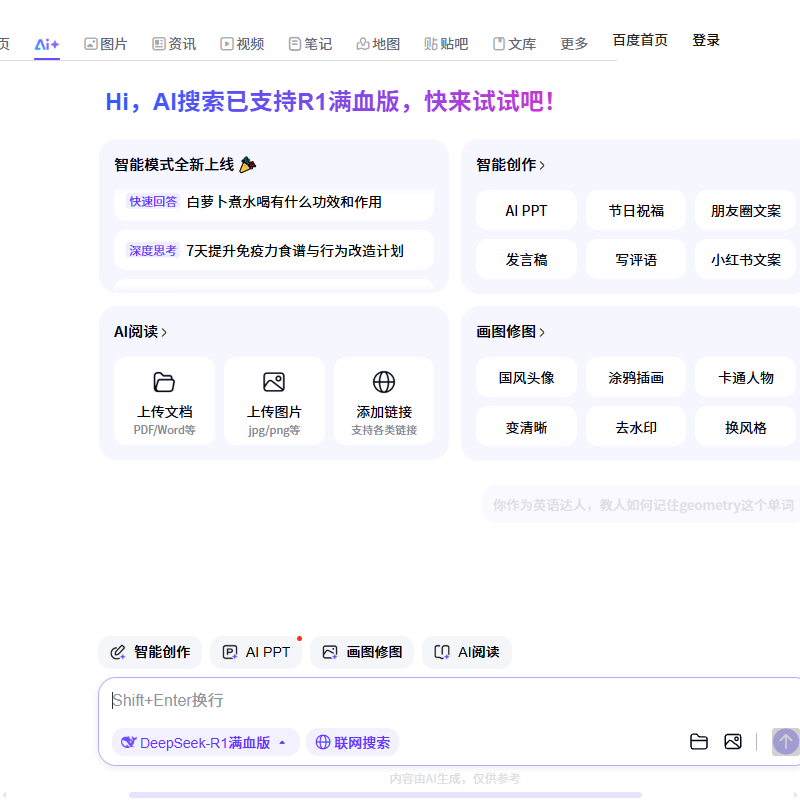 页 Ai+ 图片 资讯 视频 笔记 地图 贴吧 文库 更多 百度首页 登录
Hi，AI搜索已支持R1满血版，快来试试吧！
智能模式全新上线
快速回答 白萝卜煮水喝有什么功效和作用
深度思考 7天提升免疫力食谱与行为改造计划
智能创作
AI PPT 节日祝福 朋友圈文案
发言稿 写评语 小红书文案
AI阅读
上传文档 上传图片 添加链接
PDF/Word等 jpg/png等 支持各类链接
画图修图
国风头像 涂鸦插画 卡通人物
变清晰 去水印 换风格
你作为英语达人，教人如何记住geometry这个单词
智能创作 AI PPT 画图修图 AI阅读
Shift+Enter换行
DeepSeek-R1满血版 联网搜索
内容由AI生成，仅供参考